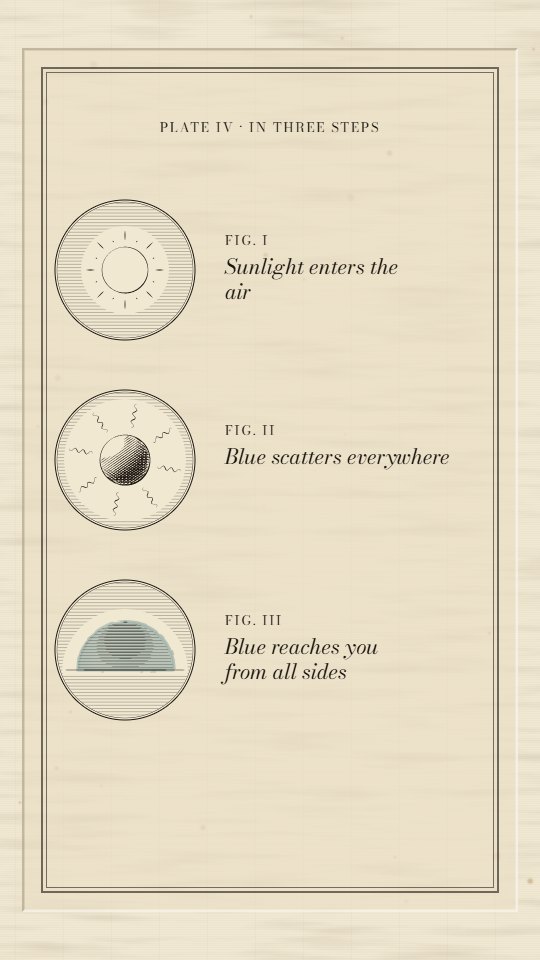 PLATE IV · IN THREE STEPS
FIG. I
Sunlight enters the
air
FIG. II
Blue scatters everywhere
FIG. III
Blue reaches you
from all sides